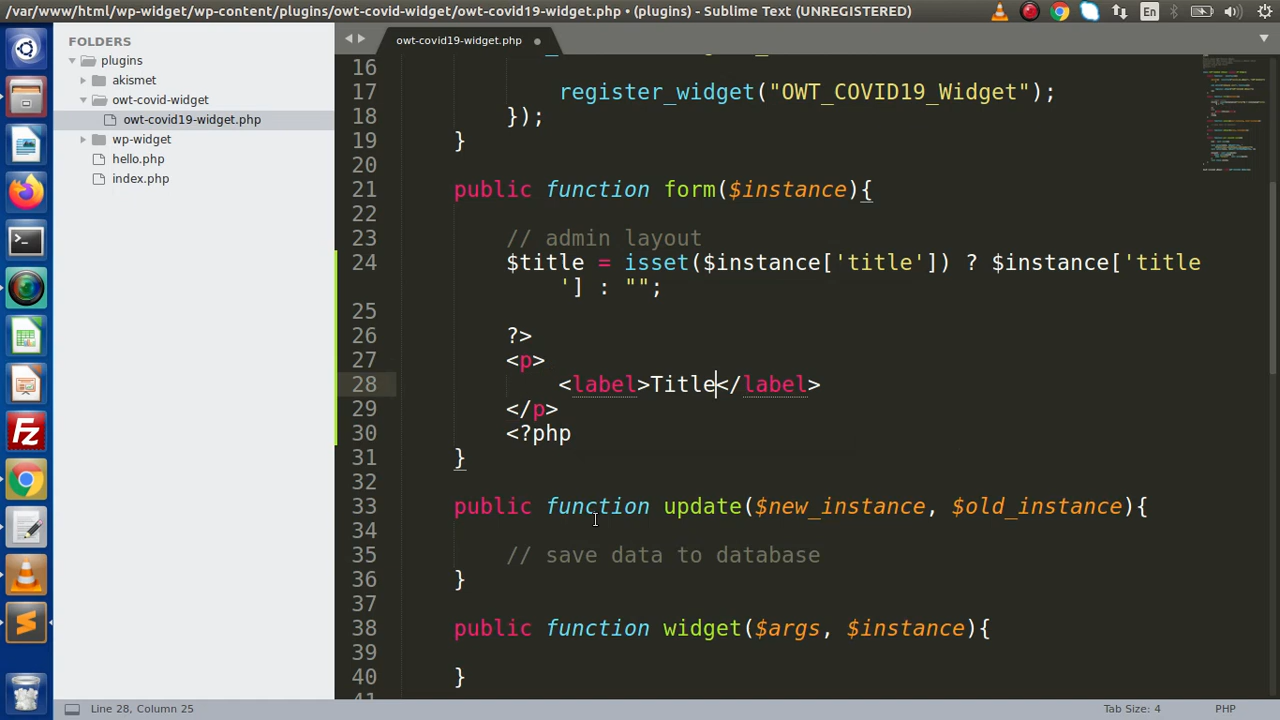 /var/www/html/wp-widget/wp-content/plugins/owt-covid-widget/owt-covid19-widget.php • (plugins) - Sublime Text (UNREGISTERED)
En
FOLDERS
plugins
akismet
owt-covid-widget
owt-covid19-widget.php
wp-widget
hello.php
index.php
owt-covid19-widget.php
16
17 register_widget("OWT_COVID19_Widget");
18 });
19 }
20
21 public function form($instance){
22
23 // admin layout
24 $title = isset($instance['title']) ? $instance['title
'] : "";
25
26 ?>
27 <p>
28 <label>Title</label>
29 </p>
30 <?php
31 }
32
33 public function update($new_instance, $old_instance){
34
35 // save data to database
36 }
37
38 public function widget($args, $instance){
39
40 }
Line 28, Column 25
Tab Size: 4
PHP